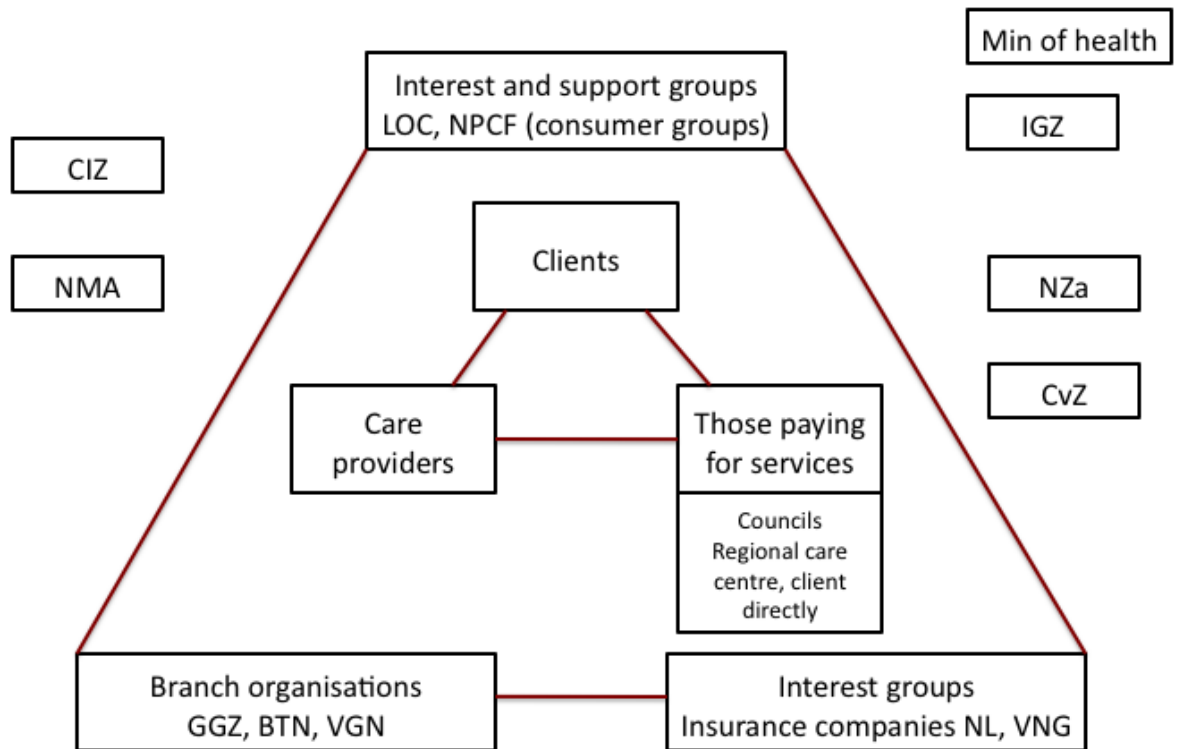 Min of health
Interest and support groups
LOC, NPCF (consumer groups)
IGZ
CIZ
Clients
NMA
NZa
CvZ
Care
providers
Those paying
for services
Councils
Regional care
centre, client
directly
Branch organisations
GGZ, BTN, VGN
Interest groups
Insurance companies NL, VNG